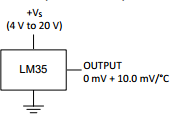 +Vs
(4 V to 20 V)
LM35
OUTPUT
0 mV + 10.0 mV/°C